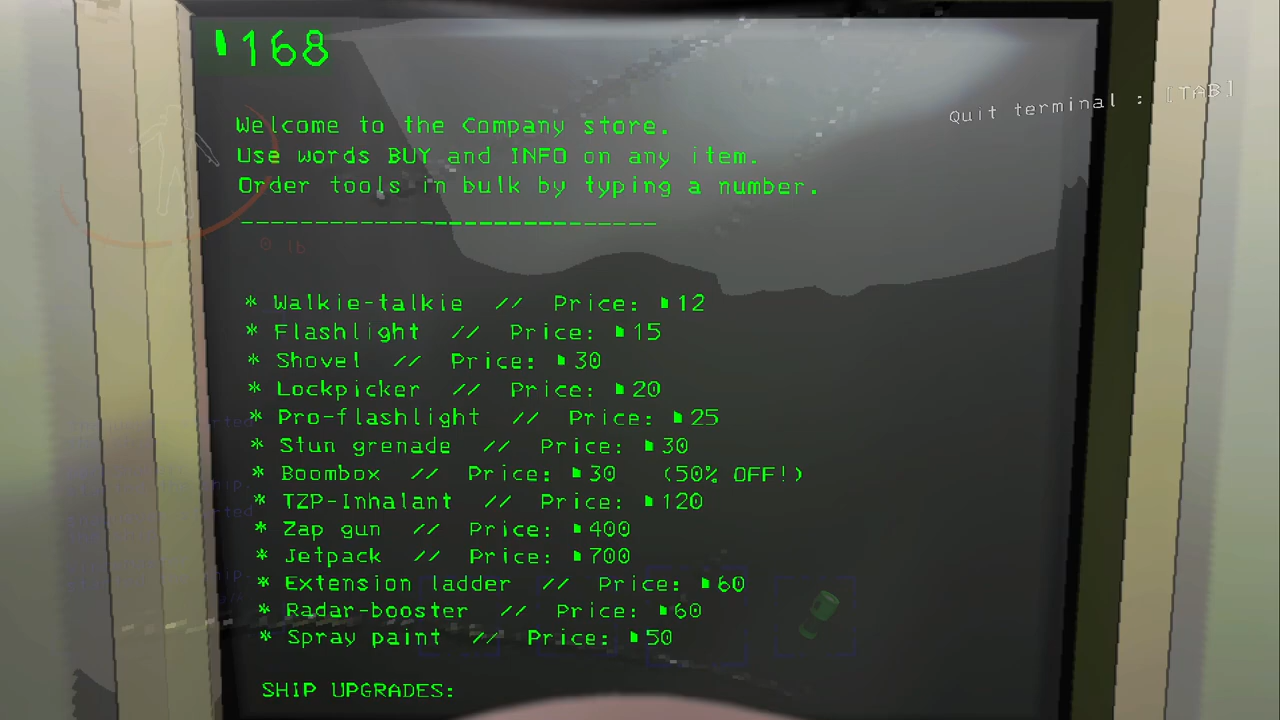 168
Quit terminal : [TAB]
Welcome to the Company store.
Use words BUY and INFO on any item.
Order tools in bulk by typing a number.
----------------------------
0 lb
* Walkie-talkie // Price: ▮12
* Flashlight // Price: ▮15
* Shovel // Price: ▮30
* Lockpicker // Price: ▮20
* Pro-flashlight // Price: ▮25
* Stun grenade // Price: ▮30
* Boombox // Price: ▮30 (50% OFF!)
* TZP-Inhalant // Price: ▮120
* Zap gun // Price: ▮400
* Jetpack // Price: ▮700
* Extension ladder // Price: ▮60
* Radar-booster // Price: ▮60
* Spray paint // Price: ▮50
SHIP UPGRADES: